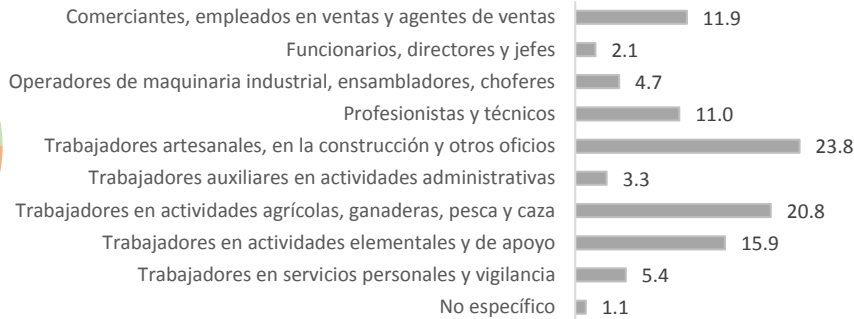 Comerciantes, empleados en ventas y agentes de ventas 11.9
Funcionarios, directores y jefes 2.1
Operadores de maquinaria industrial, ensambladores, choferes 4.7
Profesionistas y técnicos 11.0
Trabajadores artesanales, en la construcción y otros oficios 23.8
Trabajadores auxiliares en actividades administrativas 3.3
Trabajadores en actividades agrícolas, ganaderas, pesca y caza 20.8
Trabajadores en actividades elementales y de apoyo 15.9
Trabajadores en servicios personales y vigilancia 5.4
No específico 1.1